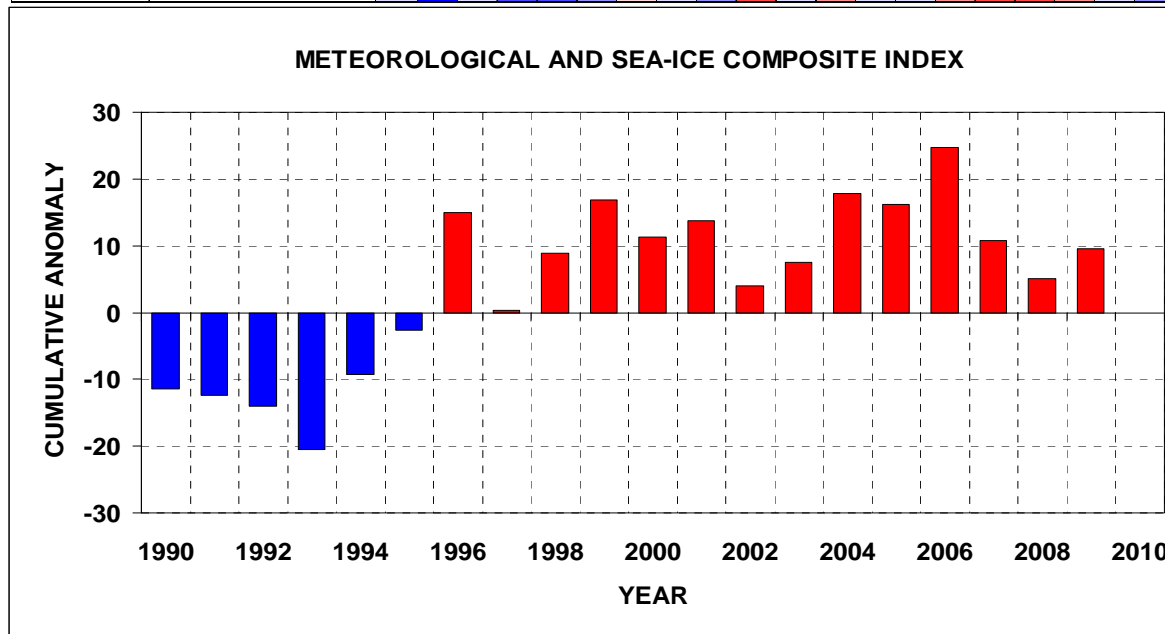 METEOROLOGICAL AND SEA-ICE COMPOSITE INDEX
30
20
10
0
-10
-20
-30
CUMULATIVE ANOMALY
1990 1992 1994 1996 1998 2000 2002 2004 2006 2008 2010
YEAR